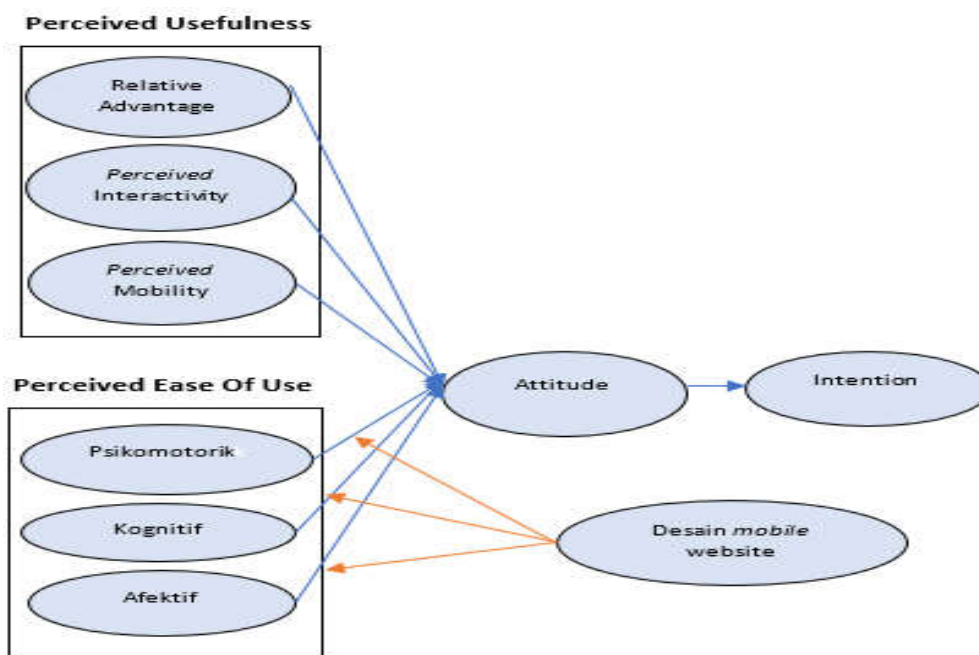 Perceived Usefulness
Relative
Advantage
Perceived
Interactivity
Perceived
Mobility
Perceived Ease Of Use
Psikomotorik
Kognitif
Afektif
Attitude
Intention
Desain mobile
website